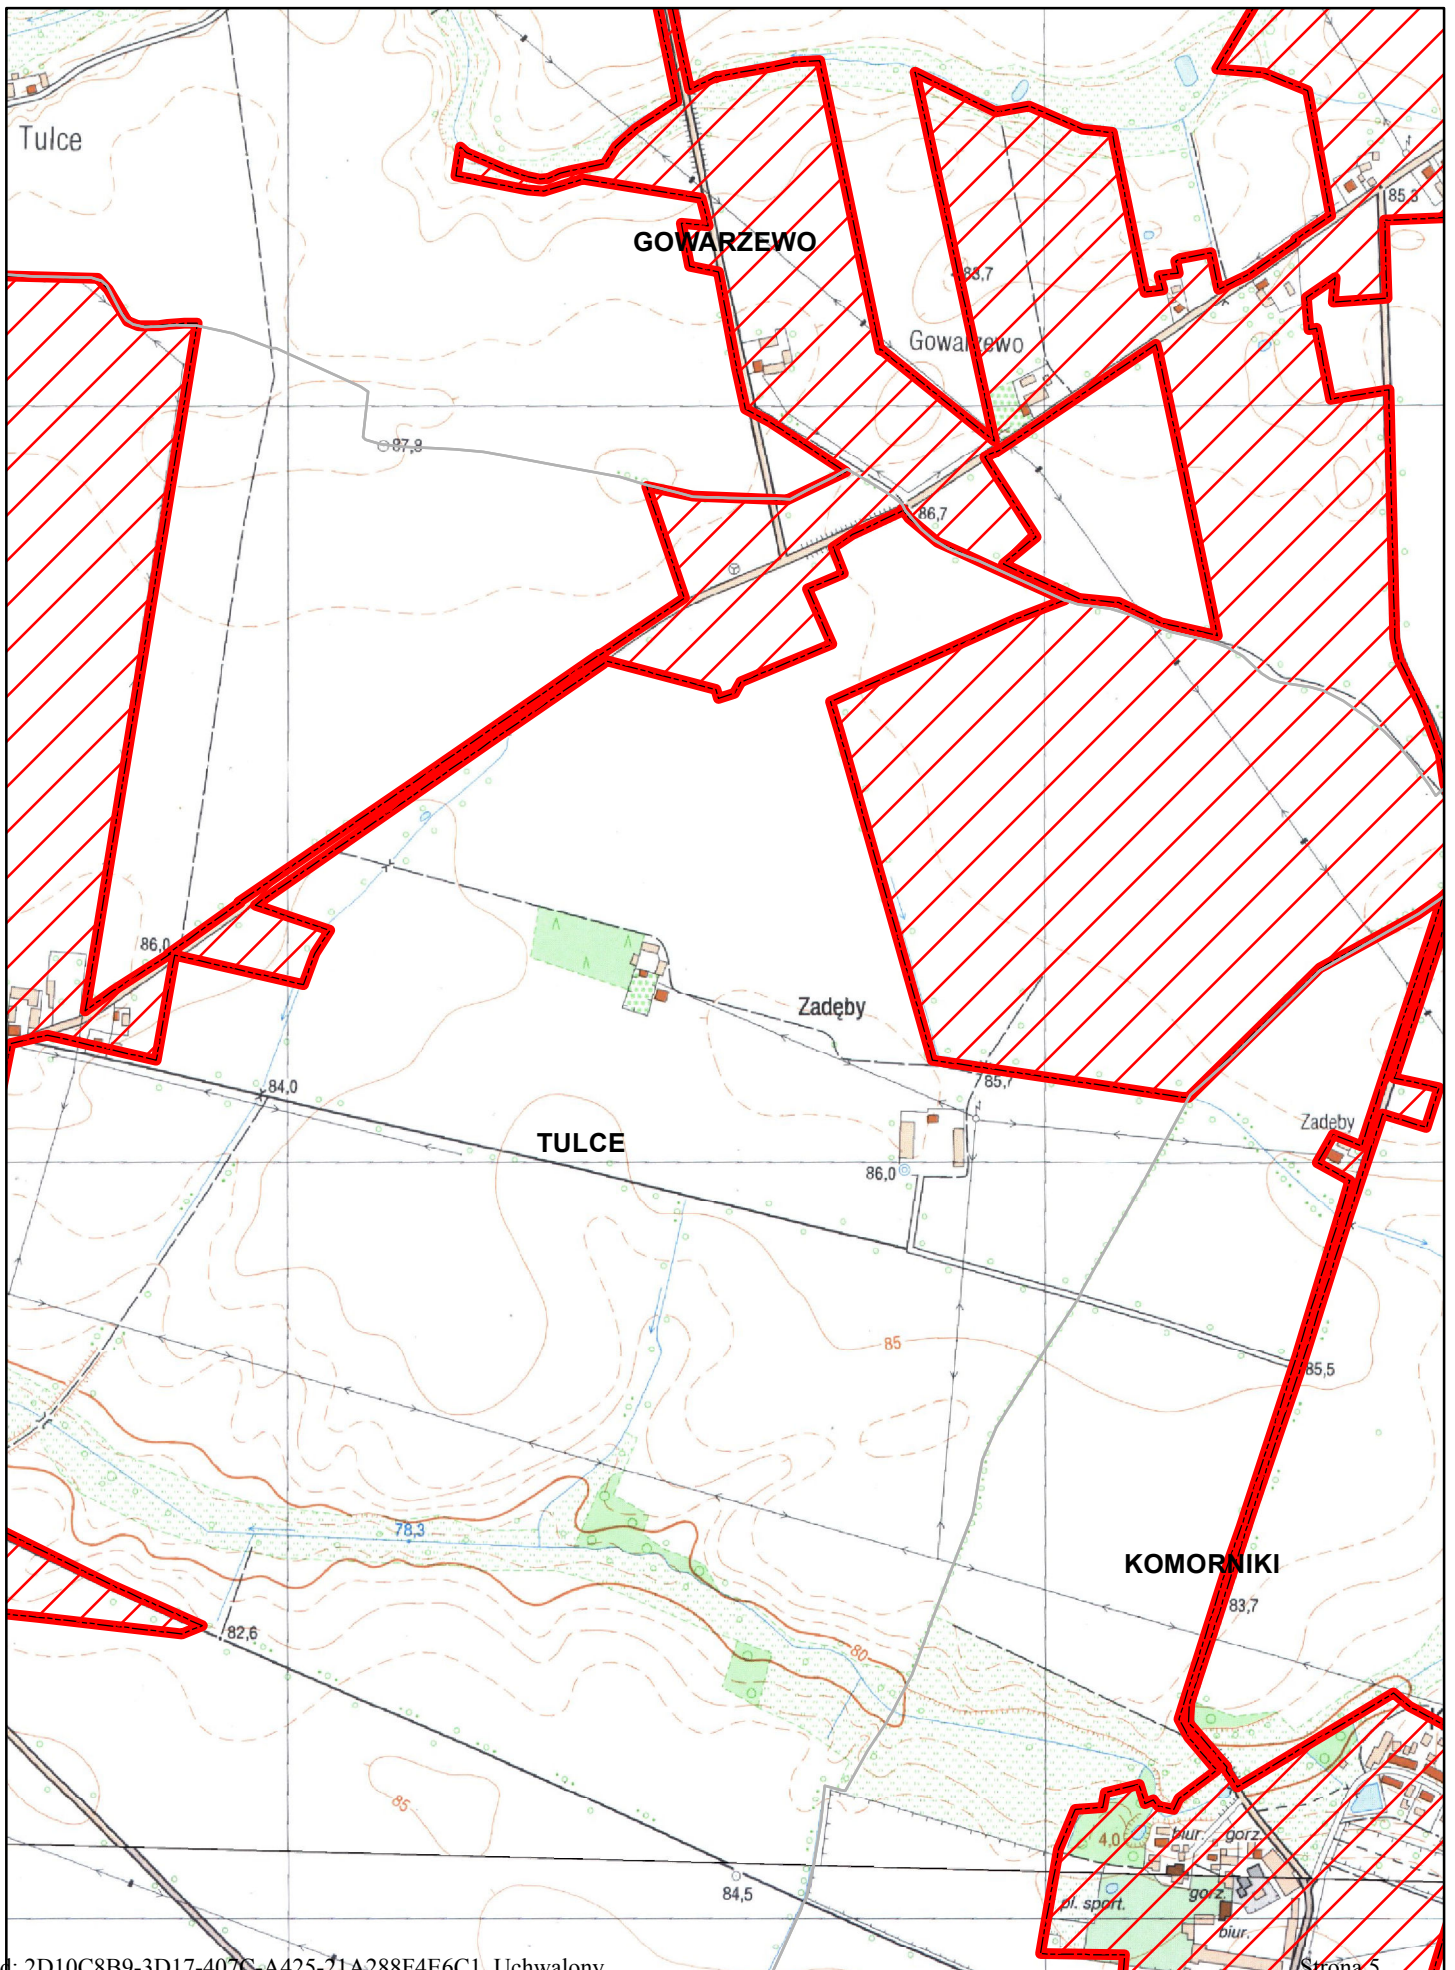 Tulce
85,3
GOWARZEWO
83,7
Gowarzewo
87,8
86,7
86,0
Zadęby
85,7
84,0
Zadęby
TULCE
86,0
85
85,5
78,3
KOMORNIKI
83,7
82,6
80
85
4,0
biur. gorz.
84,5
gorz.
pl. sport.
biur.
d: 2D10C8B9-3D17-407C-A425-21A288F4F6C1. Uchwalony
Strona 5